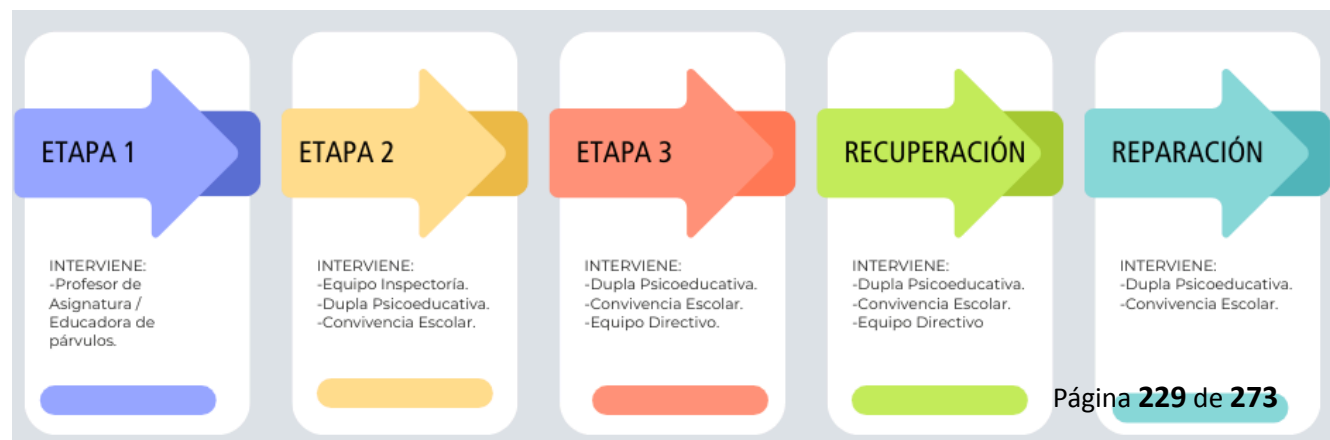 ETAPA 1
INTERVIENE:
-Profesor de
Asignatura /
Educadora de
párvulos.
ETAPA 2
INTERVIENE:
-Equipo Inspectoría.
-Dupla Psicoeducativa.
-Convivencia Escolar.
ETAPA 3
INTERVIENE:
-Dupla Psicoeducativa.
-Convivencia Escolar.
-Equipo Directivo.
RECUPERACIÓN
INTERVIENE:
-Dupla Psicoeducativa.
-Convivencia Escolar.
-Equipo Directivo
REPARACIÓN
INTERVIENE:
-Dupla Psicoeducativa.
-Convivencia Escolar.
Página 229 de 273